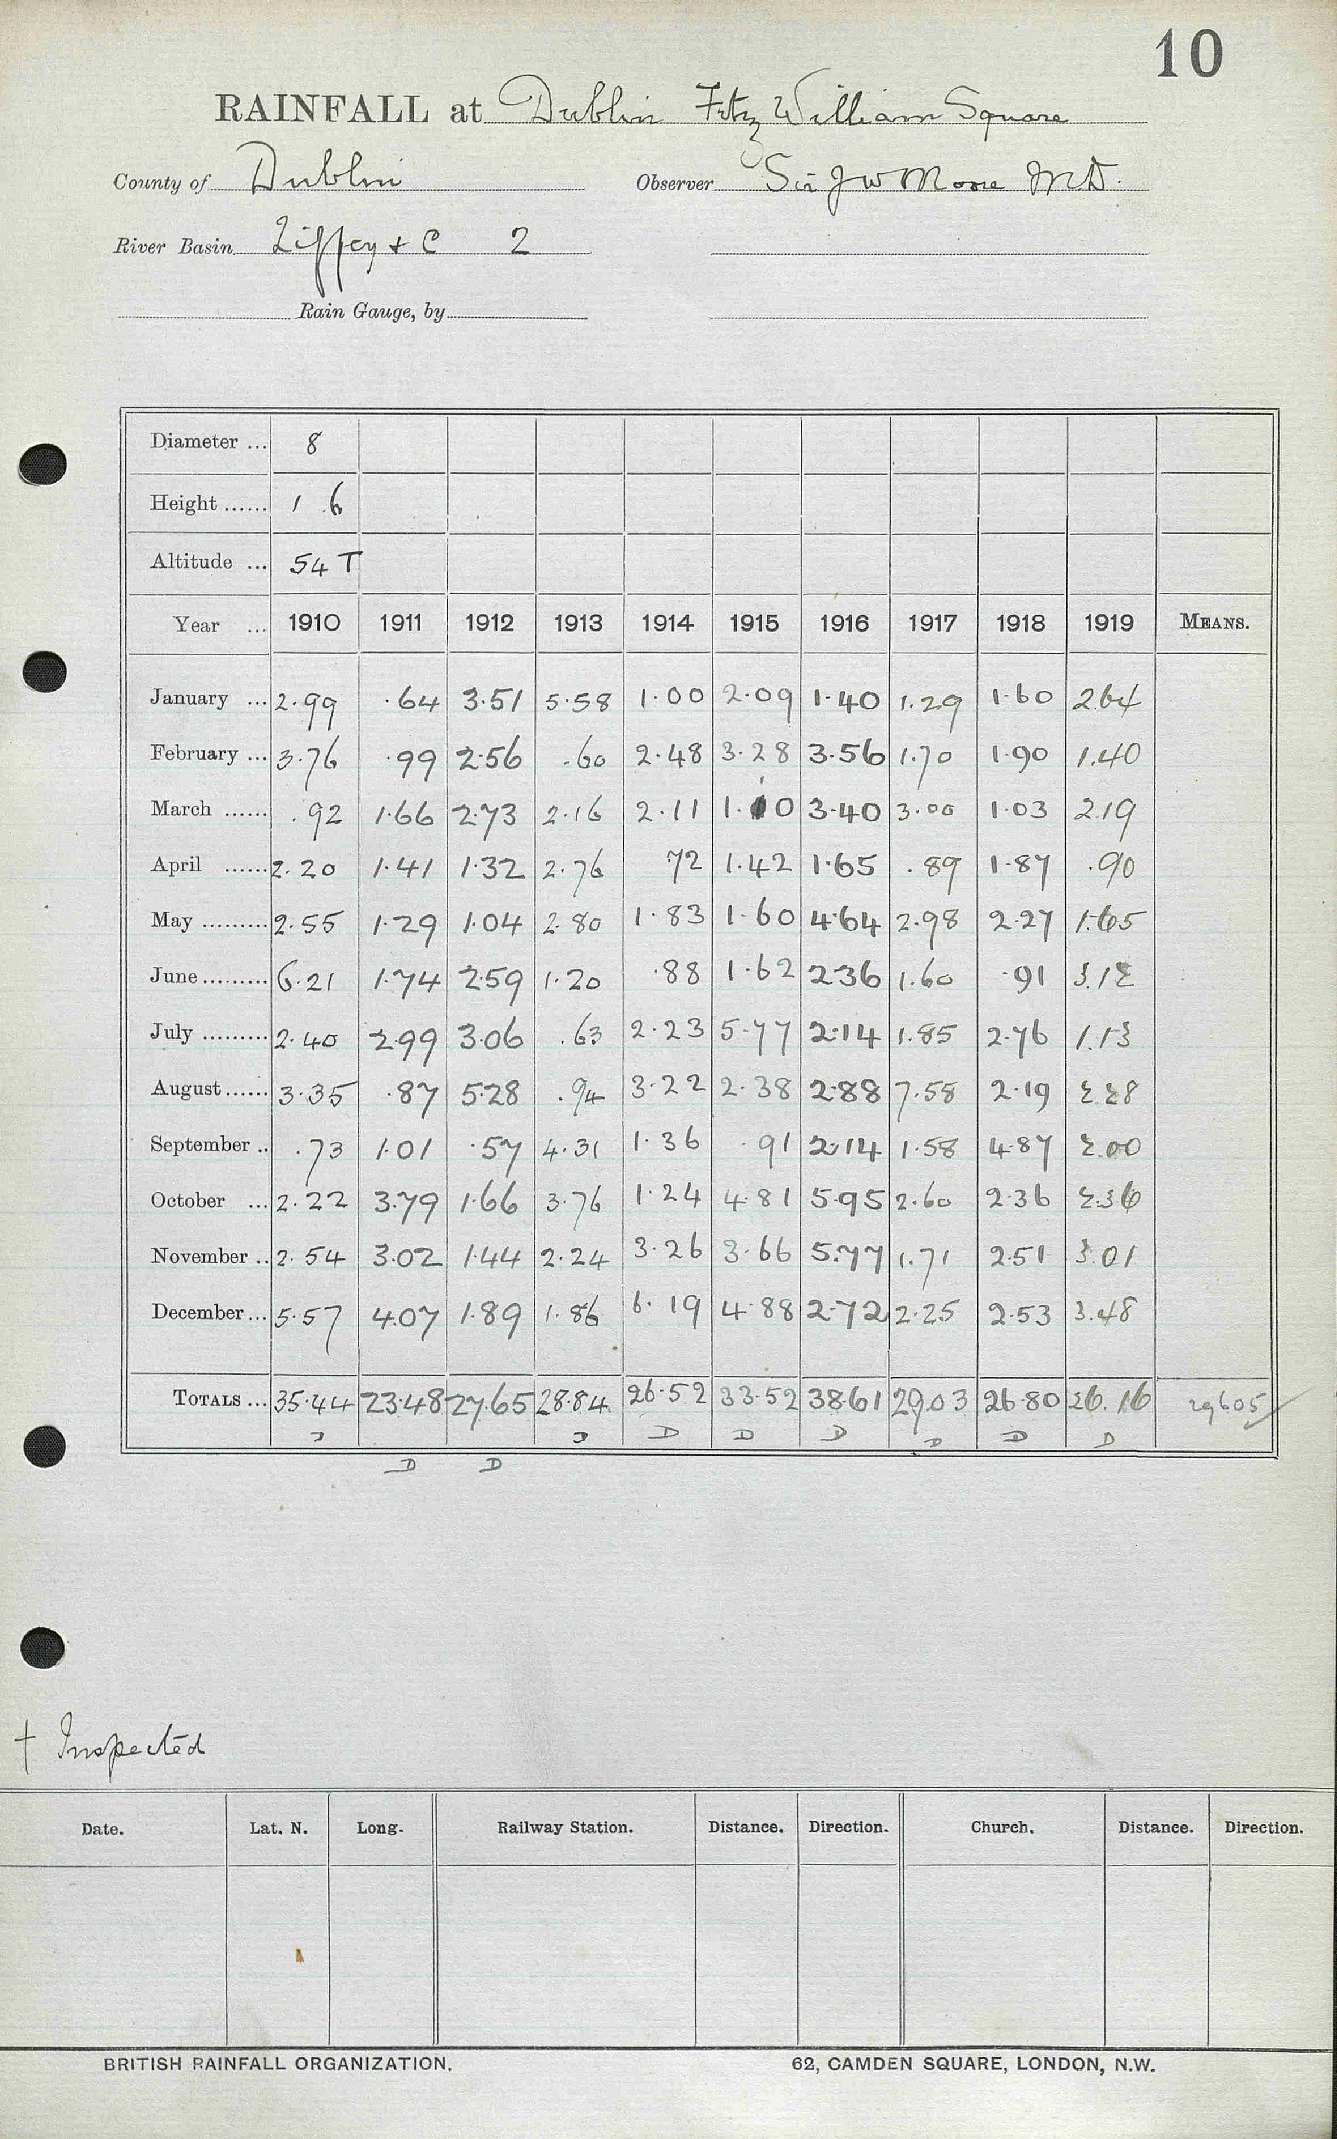 10
RAINFALL at Dublin Fitz William Square
County of Dublin Observer Sir J W Moore M.D.
River Basin Liffey & C 2
Rain Gauge, by
Diameter ... 8
Height ...... 1 .6
Altitude ... 54 T
Year ... 1910 1911 1912 1913 1914 1915 1916 1917 1918 1919 MEANS.
January ... 2.99 .64 3.51 5.58 1.00 2.09 1.40 1.29 1.60 2.64
February ... 3.76 .99 2.56 .60 2.48 3.28 3.56 1.70 1.90 1.40
March ...... .92 1.66 2.73 2.16 2.11 1.10 3.40 3.00 1.03 2.19
April ...... 2.20 1.41 1.32 2.76 72 1.42 1.65 .89 1.87 .90
May ......... 2.55 1.29 1.04 2.80 1.83 1.60 4.64 2.98 2.27 1.65
June ......... 6.21 1.74 2.59 1.20 .88 1.62 2.36 1.60 .91 3.12
July ......... 2.40 2.99 3.06 .63 2.23 5.77 2.14 1.85 2.76 1.13
August ...... 3.35 .87 5.28 .94 3.22 2.38 2.88 7.58 2.19 2.28
September .. .73 1.01 .57 4.31 1.36 .91 2.14 1.58 4.87 2.00
October ... 2.22 3.79 1.66 3.76 1.24 4.81 5.95 2.60 2.36 2.36
November .. 2.54 3.02 1.44 2.24 3.26 3.66 5.77 1.71 2.51 3.01
December ... 5.57 4.07 1.89 1.86 6.19 4.88 2.72 2.25 2.53 3.48
TOTALS ... 35.44 23.48 27.65 28.84 26.52 33.52 38.61 29.03 26.80 26.16 29605
D D D D D D D D
D D
† Inspected
Date. Lat. N. Long. Railway Station. Distance. Direction. Church. Distance. Direction.
BRITISH RAINFALL ORGANIZATION. 62, CAMDEN SQUARE, LONDON, N.W.